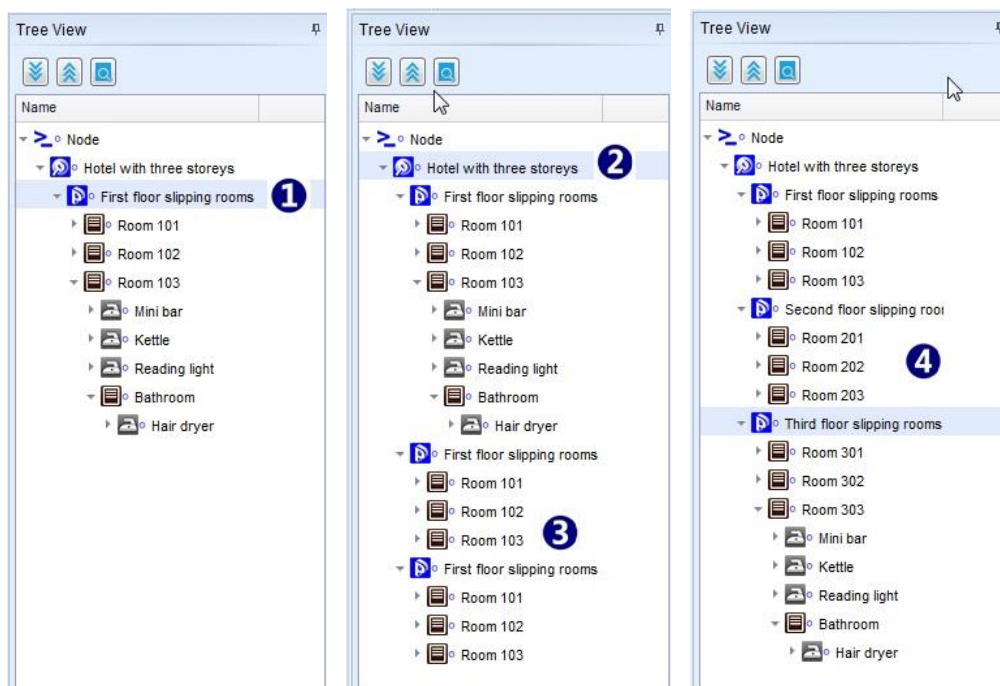 Tree View
Name
Node
Hotel with three storeys
First floor slipping rooms
1
Room 101
Room 102
Room 103
Mini bar
Kettle
Reading light
Bathroom
Hair dryer
Tree View
Name
Node
Hotel with three storeys
2
First floor slipping rooms
Room 101
Room 102
Room 103
Mini bar
Kettle
Reading light
Bathroom
Hair dryer
First floor slipping rooms
Room 101
Room 102
Room 103
3
First floor slipping rooms
Room 101
Room 102
Room 103
Tree View
Name
Node
Hotel with three storeys
First floor slipping rooms
Room 101
Room 102
Room 103
Second floor slipping roo
Room 201
Room 202
4
Room 203
Third floor slipping rooms
Room 301
Room 302
Room 303
Mini bar
Kettle
Reading light
Bathroom
Hair dryer